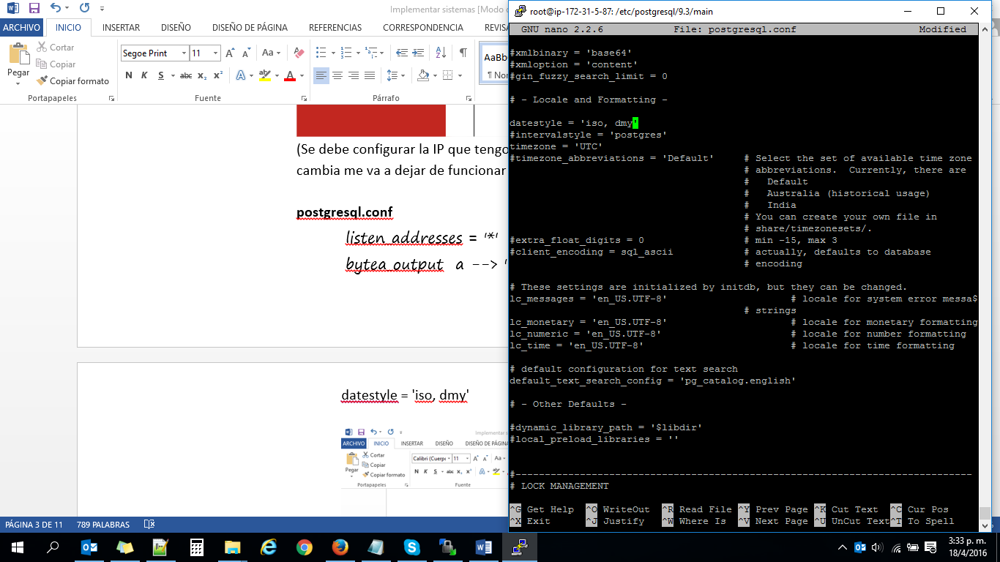 Implementar sistemas [Modo d
ARCHIVO INICIO INSERTAR DISEÑO DISEÑO DE PÁGINA REFERENCIAS CORRESPONDENCIA REVIS
Pegar
Cortar
Copiar
Copiar formato
Portapapeles
Segoe Print 11
N K S abc x₂ x²
Fuente
Párrafo
AaBb
¶ Nor
(Se debe configurar la IP que tengo
cambia me va a dejar de funcionar
postgresql.conf
listen_addresses = '*'
bytea_output a --> '
datestyle = 'iso, dmy'
Implementar s
ARCHIVO INICIO INSERTAR DISEÑO DISEÑO DE PÁGINA
Pegar
Cortar
Copiar
Copiar formato
Portapapeles
Calibri (Cuerp 11
N K S abc x₂ x²
Fuente
PÁGINA 3 DE 11 789 PALABRAS
root@ip-172-31-5-87: /etc/postgresql/9.3/main
GNU nano 2.2.6 File: postgresql.conf Modified
#xmlbinary = 'base64'
#xmloption = 'content'
#gin_fuzzy_search_limit = 0
# - Locale and Formatting -
datestyle = 'iso, dmy'
#intervalstyle = 'postgres'
timezone = 'UTC'
#timezone_abbreviations = 'Default' # Select the set of available time zone
# abbreviations. Currently, there are
# Default
# Australia (historical usage)
# India
# You can create your own file in
# share/timezonesets/.
#extra_float_digits = 0 # min -15, max 3
#client_encoding = sql_ascii # actually, defaults to database
# encoding
# These settings are initialized by initdb, but they can be changed.
lc_messages = 'en_US.UTF-8' # locale for system error messa$
# strings
lc_monetary = 'en_US.UTF-8' # locale for monetary formatting
lc_numeric = 'en_US.UTF-8' # locale for number formatting
lc_time = 'en_US.UTF-8' # locale for time formatting
# default configuration for text search
default_text_search_config = 'pg_catalog.english'
# - Other Defaults -
#dynamic_library_path = '$libdir'
#local_preload_libraries = ''
#------------------------------------------------------------------------------
# LOCK MANAGEMENT
^G Get Help ^O WriteOut ^R Read File ^Y Prev Page ^K Cut Text ^C Cur Pos
^X Exit ^J Justify ^W Where Is ^V Next Page ^U UnCut Text ^T To Spell
3:33 p. m.
18/4/2016